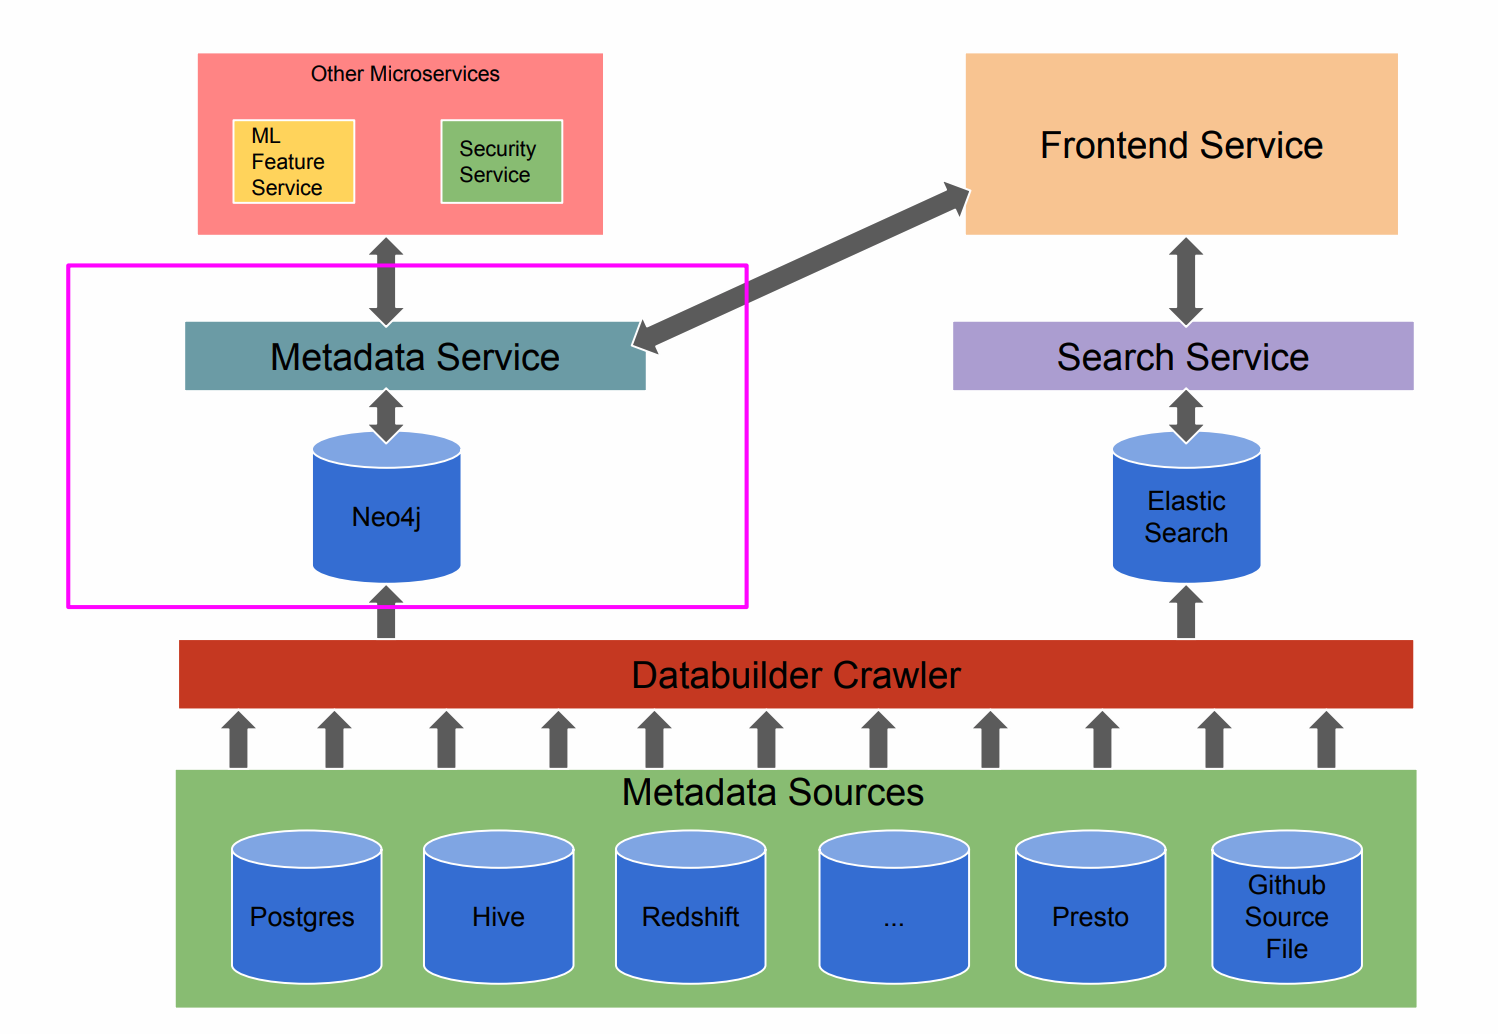 Other Microservices
ML
Feature
Service
Security
Service
Frontend Service
Metadata Service
Search Service
Neo4j
Elastic
Search
Databuilder Crawler
Metadata Sources
Postgres
Hive
Redshift
...
Presto
Github
Source
File